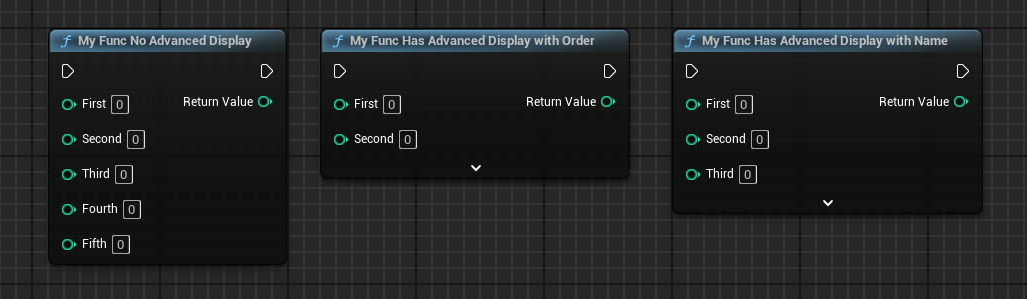 My Func No Advanced Display
First 0 Return Value
Second 0
Third 0
Fourth 0
Fifth 0
My Func Has Advanced Display with Order
First 0 Return Value
Second 0
My Func Has Advanced Display with Name
First 0 Return Value
Second 0
Third 0